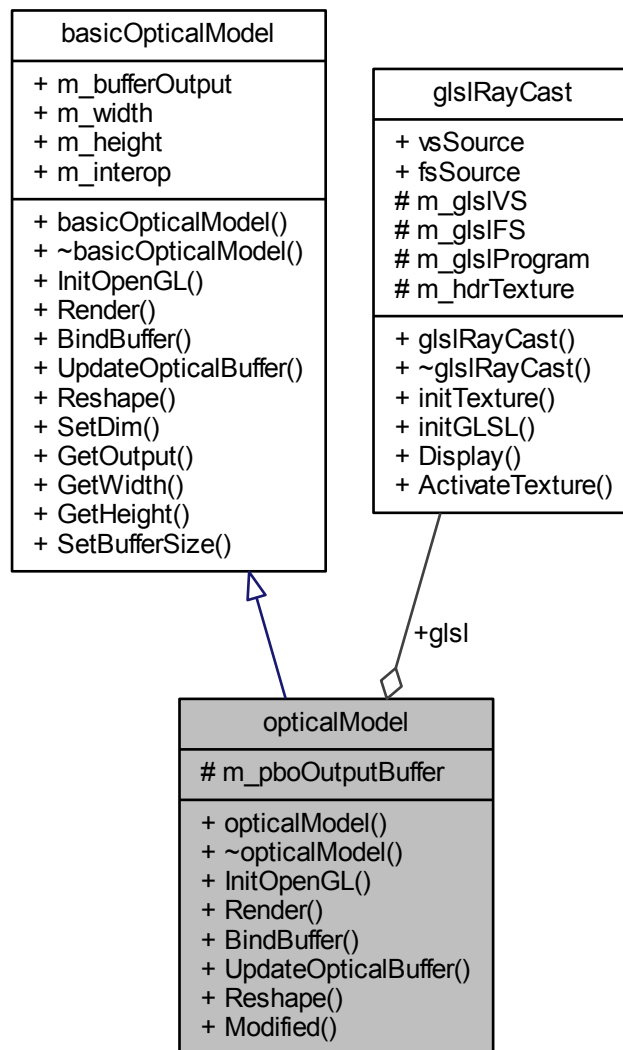 basicOpticalModel
+ m_bufferOutput
+ m_width
+ m_height
+ m_interop
+ basicOpticalModel()
+ ~basicOpticalModel()
+ InitOpenGL()
+ Render()
+ BindBuffer()
+ UpdateOpticalBuffer()
+ Reshape()
+ SetDim()
+ GetOutput()
+ GetWidth()
+ GetHeight()
+ SetBufferSize()
glslRayCast
+ vsSource
+ fsSource
# m_glslVS
# m_glslFS
# m_glslProgram
# m_hdrTexture
+ glslRayCast()
+ ~glslRayCast()
+ initTexture()
+ initGLSL()
+ Display()
+ ActivateTexture()
+glsl
opticalModel
# m_pboOutputBuffer
+ opticalModel()
+ ~opticalModel()
+ InitOpenGL()
+ Render()
+ BindBuffer()
+ UpdateOpticalBuffer()
+ Reshape()
+ Modified()